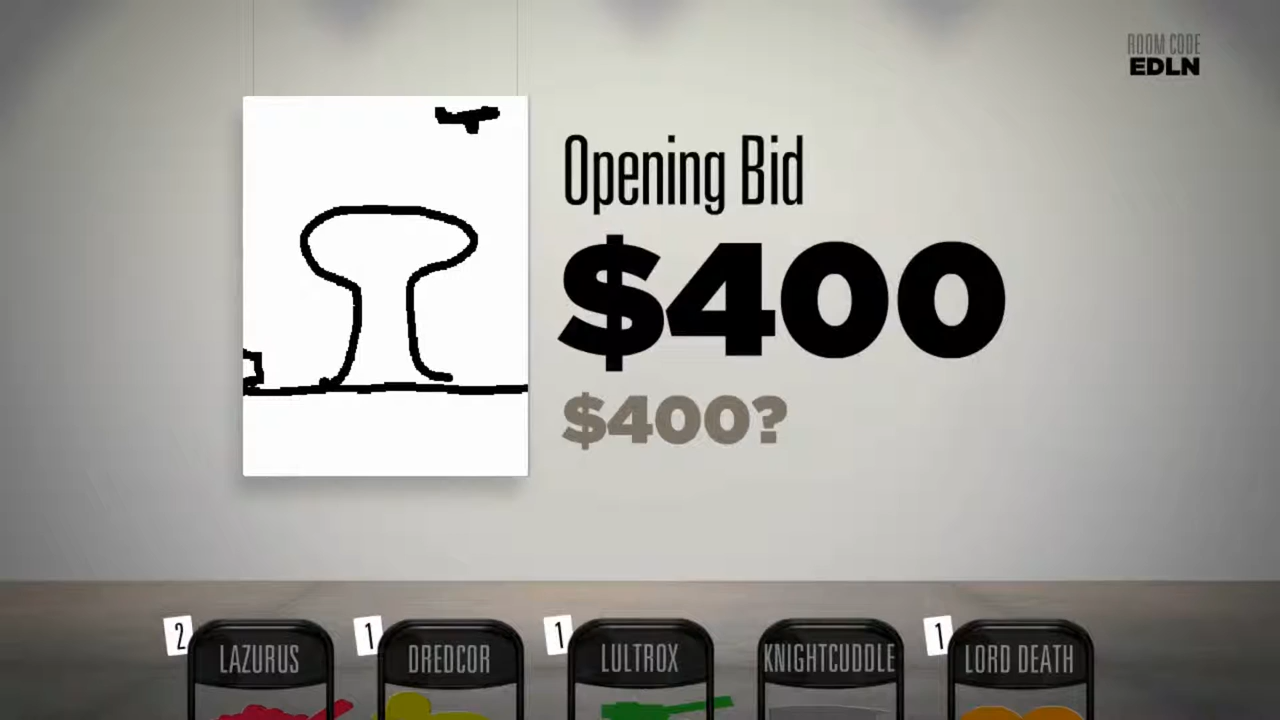 ROOM CODE
EDLN
Opening Bid
$400
$400?
2
1
1
1
LAZURUS
DREDCOR
LULTROX
KNIGHTCUDDLE
LORD DEATH